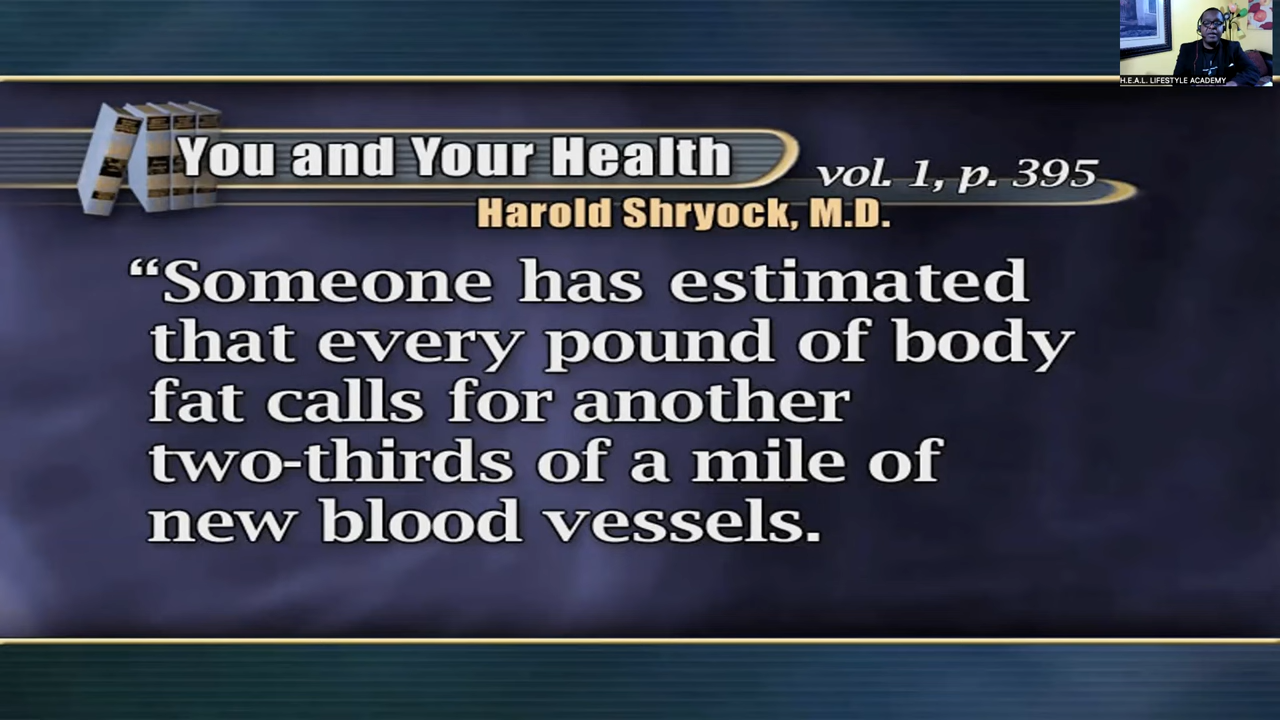 H.E.A.L. LIFESTYLE ACADEMY
You and Your Health
vol. 1, p. 395
Harold Shryock, M.D.
“Someone has estimated
that every pound of body
fat calls for another
two-thirds of a mile of
new blood vessels.